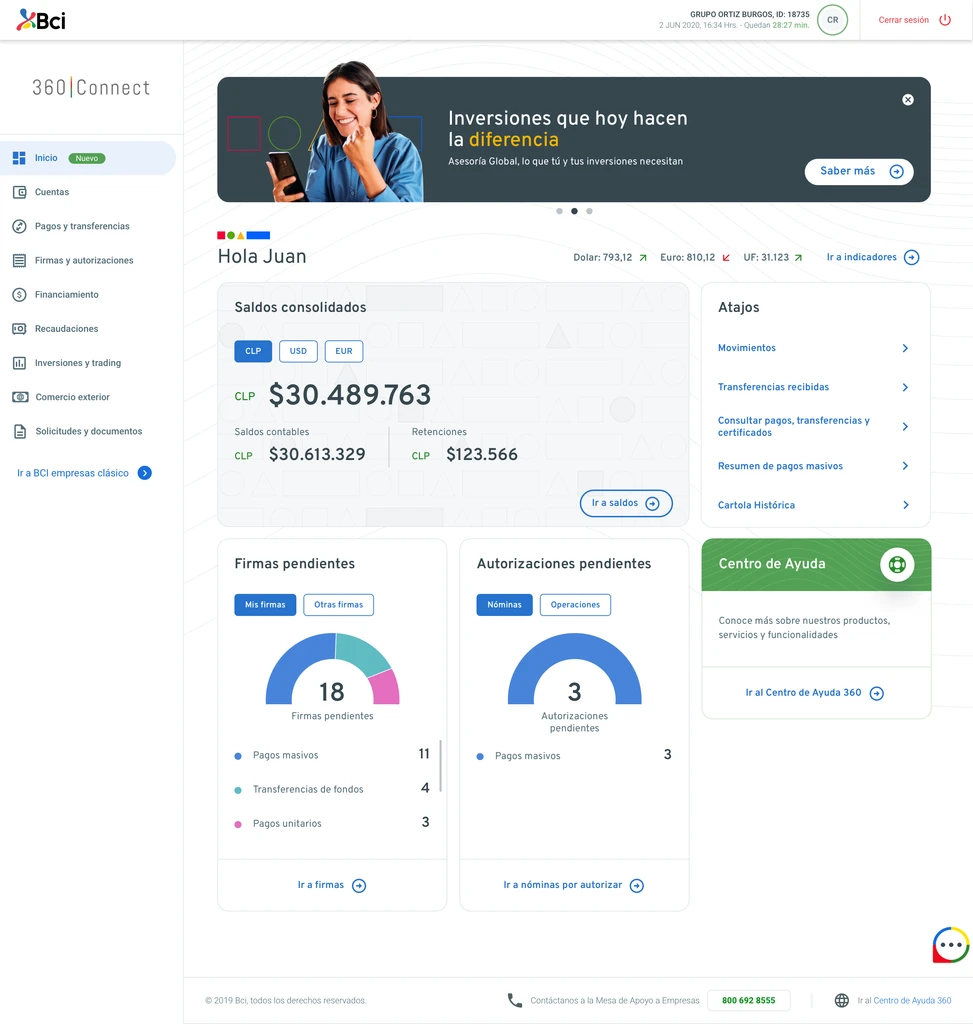 Bci
GRUPO ORTIZ BURGOS, ID: 18735
2 JUN 2020, 16:34 Hrs. - Quedan 28:27 min.
CR
Cerrar sesión
360|Connect
Inicio
Nuevo
Cuentas
Pagos y transferencias
Firmas y autorizaciones
Financiamiento
Recaudaciones
Inversiones y trading
Comercio exterior
Solicitudes y documentos
Ir a BCI empresas clásico
Inversiones que hoy hacen
la diferencia
Asesoría Global, lo que tú y tus inversiones necesitan
Saber más
Hola Juan
Dolar: 793,12
Euro: 810,12
UF: 31.123
Ir a indicadores
Saldos consolidados
CLP
USD
EUR
CLP $30.489.763
Saldos contables
CLP $30.613.329
Retenciones
CLP $123.566
Ir a saldos
Atajos
Movimientos
Transferencias recibidas
Consultar pagos, transferencias y
certificados
Resumen de pagos masivos
Cartola Histórica
Firmas pendientes
Mis firmas
Otras firmas
18
Firmas pendientes
Pagos masivos 11
Transferencias de fondos 4
Pagos unitarios 3
Ir a firmas
Autorizaciones pendientes
Nóminas
Operaciones
3
Autorizaciones
pendientes
Pagos masivos 3
Ir a nóminas por autorizar
Centro de Ayuda
Conoce más sobre nuestros productos,
servicios y funcionalidades
Ir al Centro de Ayuda 360
© 2019 Bci, todos los derechos reservados.
Contáctanos a la Mesa de Apoyo a Empresas
800 692 8555
Ir al Centro de Ayuda 360